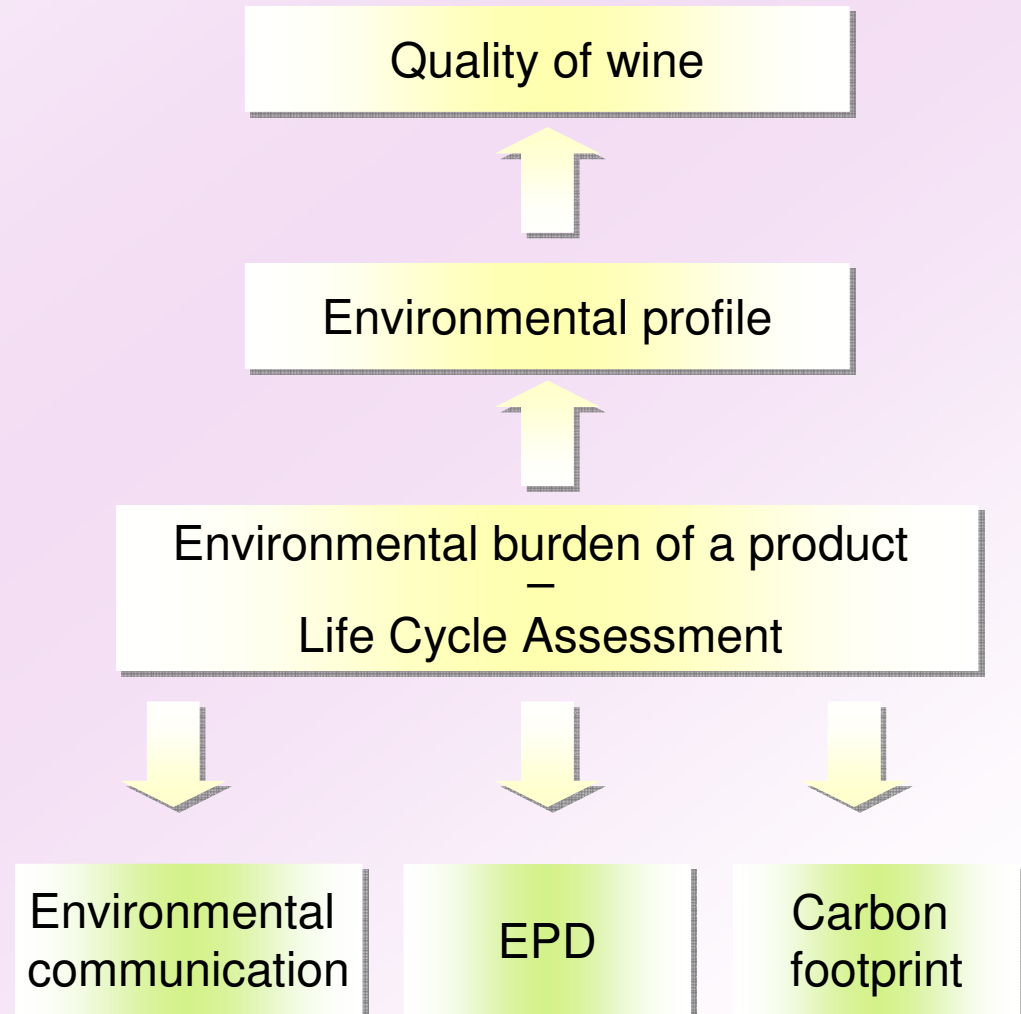 Quality of wine
Environmental profile
Environmental burden of a product
–
Life Cycle Assessment
Environmental
communication
EPD
Carbon
footprint